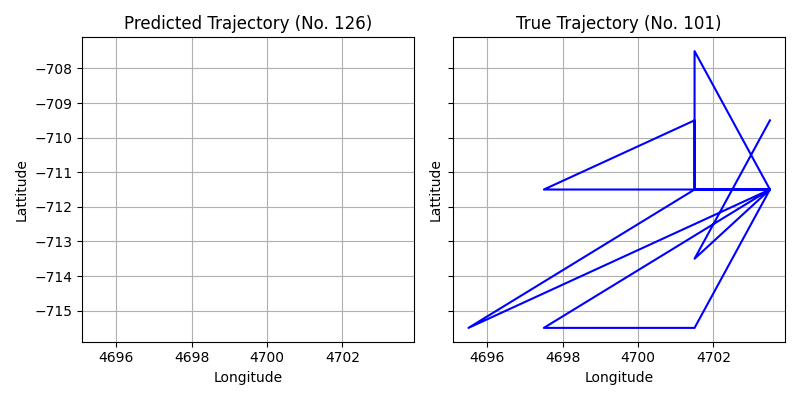 Predicted Trajectory (No. 126)
True Trajectory (No. 101)
Lattitude
−708
−709
−710
−711
−712
−713
−714
−715
4696 4698 4700 4702
Longitude
Lattitude
4696 4698 4700 4702
Longitude